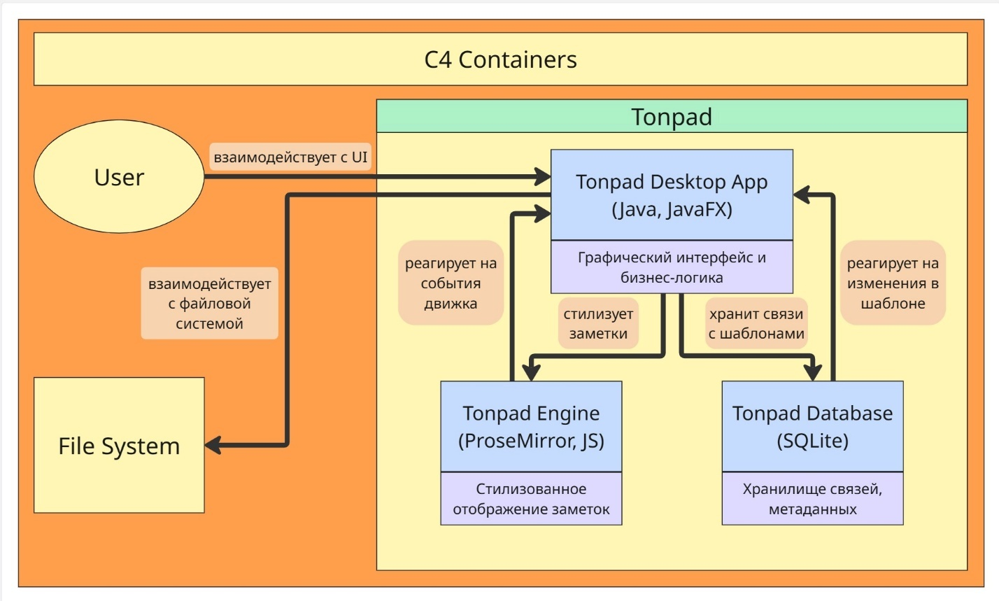 C4 Containers
Tonpad
User
взаимодействует с UI
Tonpad Desktop App
(Java, JavaFX)
Графический интерфейс и
бизнес-логика
реагирует на
события
движка
реагирует на
изменения в
шаблоне
взаимодействует
с файловой
системой
стилизует
заметки
хранит связи
с шаблонами
File System
Tonpad Engine
(ProseMirror, JS)
Стилизованное
отображение заметок
Tonpad Database
(SQLite)
Хранилище связей,
метаданных